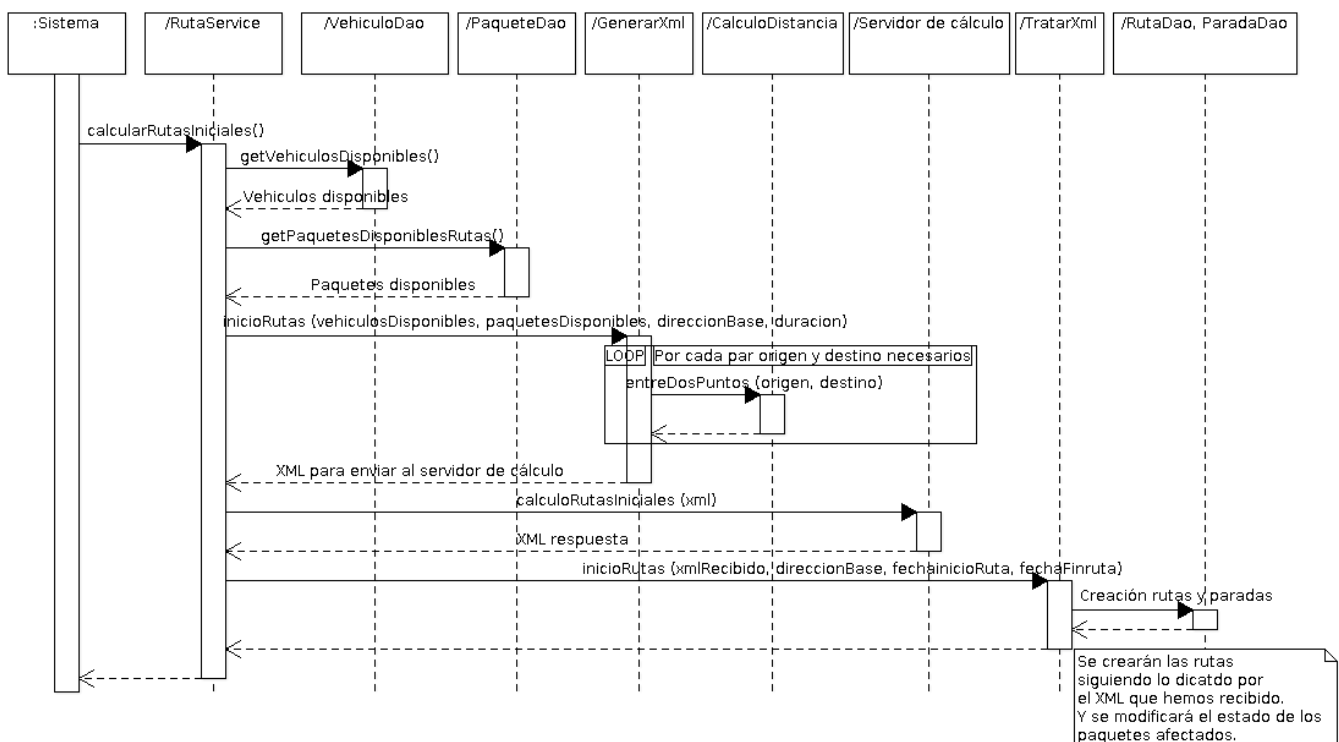 :Sistema
/RutaService
/VehiculoDao
/PaqueteDao
/GenerarXml
/CalculoDistancia
/Servidor de cálculo
/TratarXml
/RutaDao, ParadaDao
calcularRutasIniciales()
getVehiculosDisponibles()
Vehiculos disponibles
getPaquetesDisponiblesRutas()
Paquetes disponibles
inicioRutas (vehiculosDisponibles, paquetesDisponibles, direccionBase, duracion)
LOOP
Por cada par origen y destino necesarios
entreDosPuntos (origen, destino)
XML para enviar al servidor de cálculo
calculoRutasIniciales (xml)
XML respuesta
inicioRutas (xmlRecibido, direccionBase, fechainicioRuta, fechaFinruta)
Creación rutas y paradas
Se crearán las rutas
siguiendo lo dicatdo por
el XML que hemos recibido.
Y se modificará el estado de los
paquetes afectados.